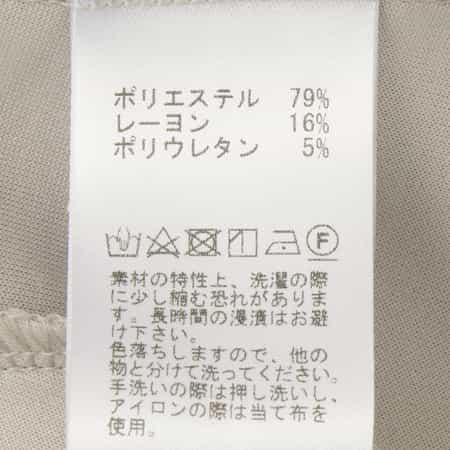 ポリエステル 79%
レーヨン 16%
ポリウレタン 5%
F
素材の特性上、洗濯の際
に少し縮む恐れがありま
す。長時間の浸漬はお避
け下さい。
色落ちしますので、他の
物と分けて洗ってください。
手洗いの際は押し洗いし、
アイロンの際は当て布を
使用。